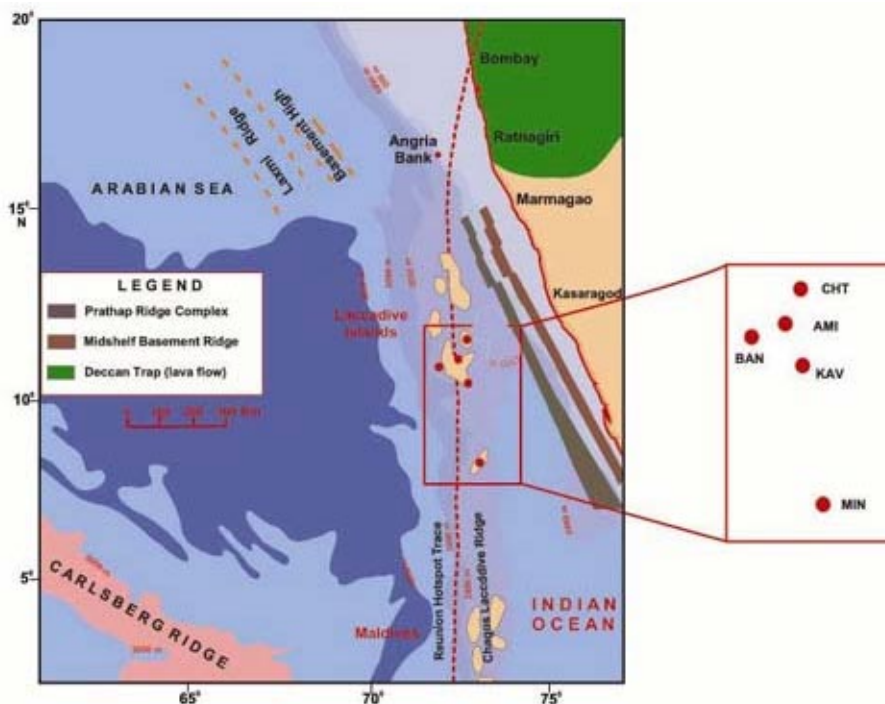 20°
15°
N
10°
5°
65°
70°
75°
Bombay
Ratnagiri
Angria
Bank
Marmagao
Kasaragod
Laxmi
Ridge
Basement High
ARABIAN SEA
LEGEND
Prathap Ridge Complex
Midshelf Basement Ridge
Deccan Trap (lava flow)
Laccadive
Islands
Reunion Hotspot Trace
Chagos Laccddive Ridge
CARLSBERG RIDGE
Maldives
INDIAN
OCEAN
CHT
AMI
BAN
KAV
MIN